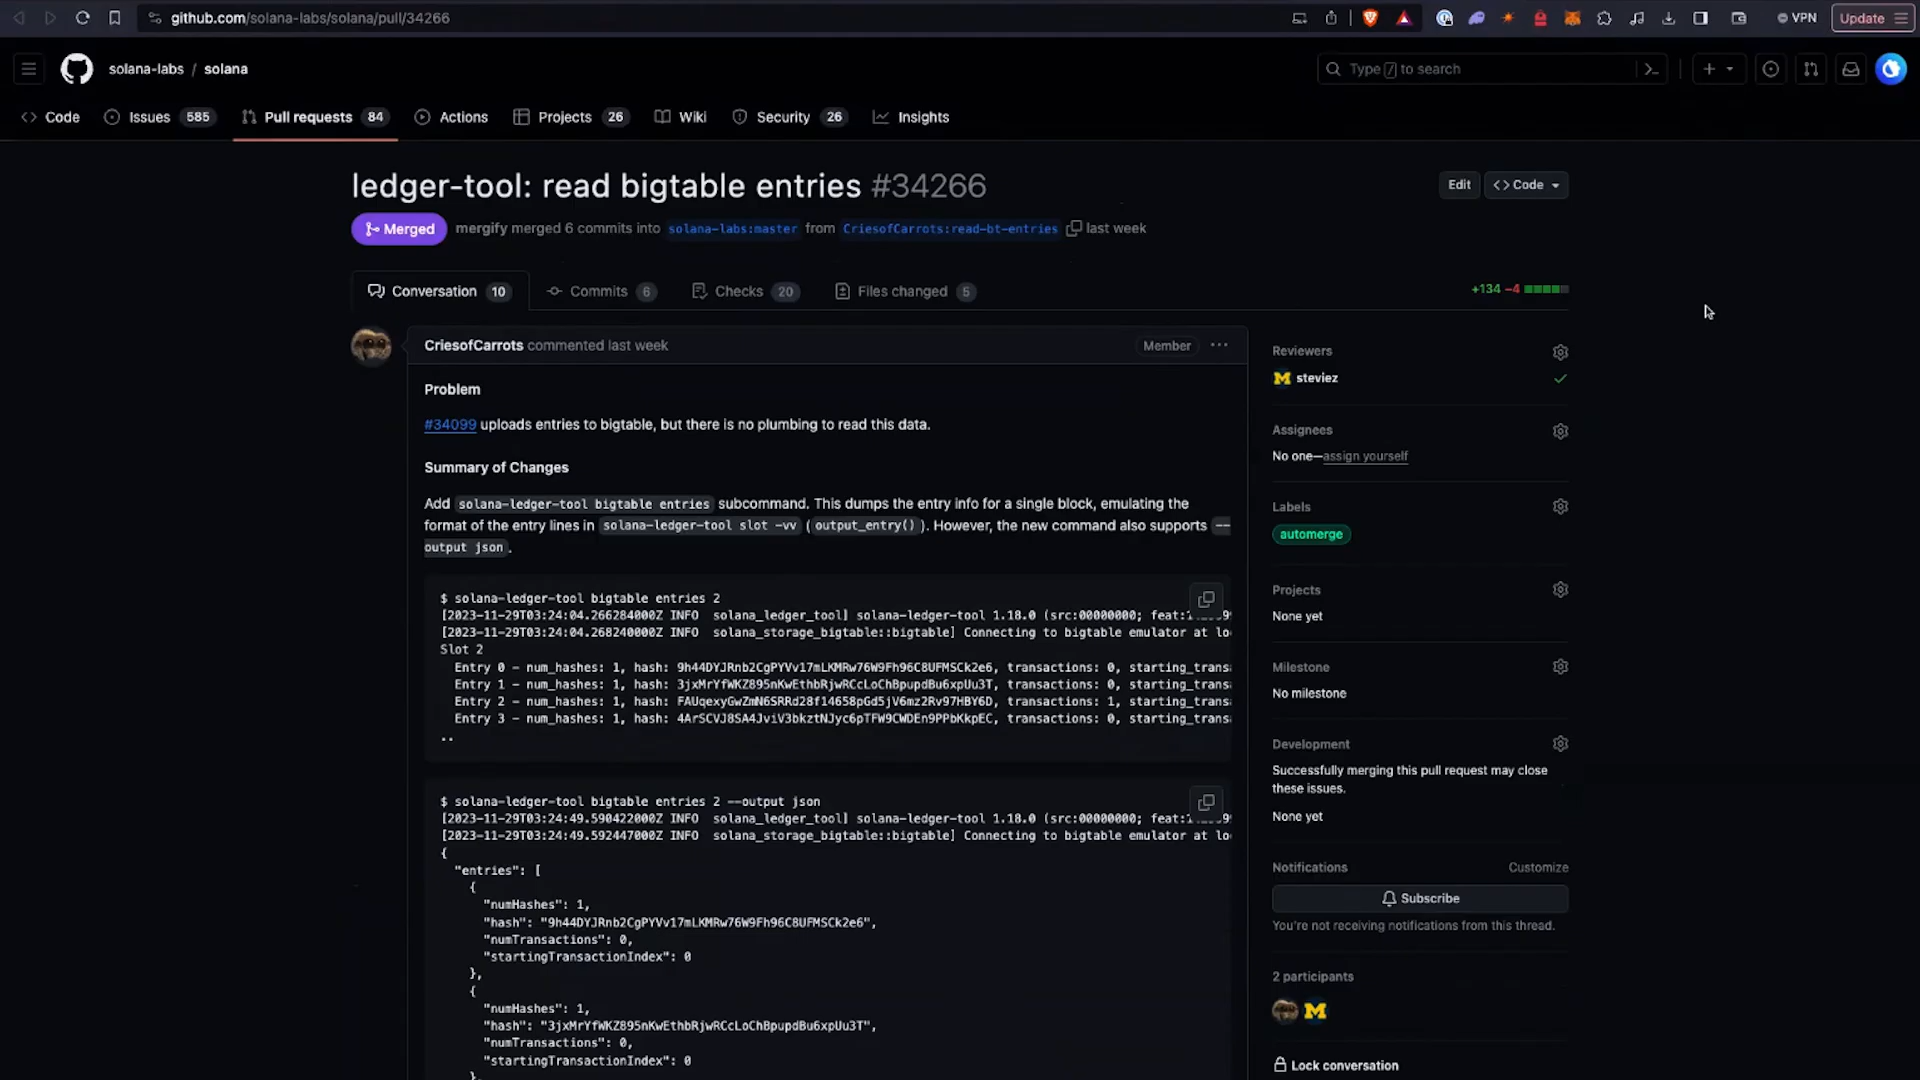 github.com/solana-labs/solana/pull/34266
VPN
Update
solana-labs / solana
Type / to search
Code
Issues 585
Pull requests 84
Actions
Projects 26
Wiki
Security 26
Insights
ledger-tool: read bigtable entries #34266
Edit
<> Code
Merged
mergify merged 6 commits into solana-labs:master from CriesofCarrots:read-bt-entries last week
Conversation 10
Commits 6
Checks 20
Files changed 5
+134 −4
CriesofCarrots commented last week
Member
Problem
#34099 uploads entries to bigtable, but there is no plumbing to read this data.
Summary of Changes
Add solana-ledger-tool bigtable entries subcommand. This dumps the entry info for a single block, emulating the
format of the entry lines in solana-ledger-tool slot -vv ( output_entry() ). However, the new command also supports --
output json .
$ solana-ledger-tool bigtable entries 2
[2023-11-29T03:24:04.266284000Z INFO  solana_ledger_tool] solana-ledger-tool 1.18.0 (src:00000000; feat:
[2023-11-29T03:24:04.268240000Z INFO  solana_storage_bigtable::bigtable] Connecting to bigtable emulator at lo
Slot 2
Entry 0 - num_hashes: 1, hash: 9h44DYJRnb2CgPYVv17mLKMRw76W9Fh96C8UFMSCk2e6, transactions: 0, starting_trans
Entry 1 - num_hashes: 1, hash: 3jxMrYfWKZ895nKwEthbRjwRCcLoChBpupdBu6xpUu3T, transactions: 0, starting_trans
Entry 2 - num_hashes: 1, hash: FAUqexyGwZmN6SRRd28f14658pGd5jV6mz2Rv97HBY6D, transactions: 1, starting_trans
Entry 3 - num_hashes: 1, hash: 4ArSCVJ8SA4JviV3bkztNJyc6pTFW9CWDEn9PPbKkpEC, transactions: 0, starting_trans
..
$ solana-ledger-tool bigtable entries 2 --output json
[2023-11-29T03:24:49.590422000Z INFO  solana_ledger_tool] solana-ledger-tool 1.18.0 (src:00000000; feat:
[2023-11-29T03:24:49.592447000Z INFO  solana_storage_bigtable::bigtable] Connecting to bigtable emulator at lo
{
"entries": [
{
"numHashes": 1,
"hash": "9h44DYJRnb2CgPYVv17mLKMRw76W9Fh96C8UFMSCk2e6",
"numTransactions": 0,
"startingTransactionIndex": 0
},
{
"numHashes": 1,
"hash": "3jxMrYfWKZ895nKwEthbRjwRCcLoChBpupdBu6xpUu3T",
"numTransactions": 0,
"startingTransactionIndex": 0
},
Reviewers
steviez
Assignees
No one—assign yourself
Labels
automerge
Projects
None yet
Milestone
No milestone
Development
Successfully merging this pull request may close
these issues.
None yet
Notifications
Customize
Subscribe
You're not receiving notifications from this thread.
2 participants
Lock conversation